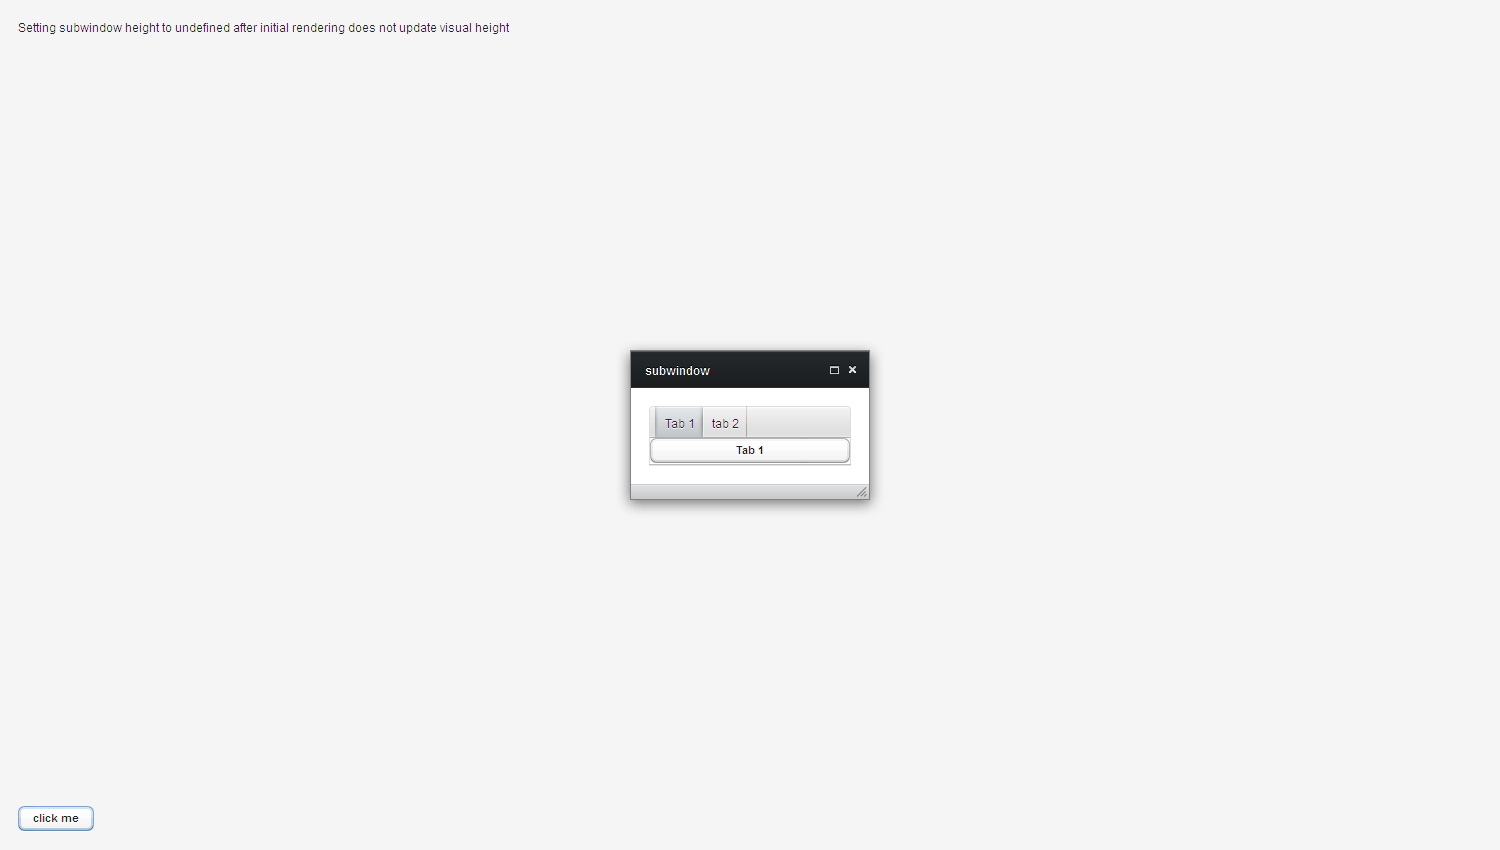 Setting subwindow height to undefined after initial rendering does not update visual height
subwindow
Tab 1 tab 2
Tab 1
click me